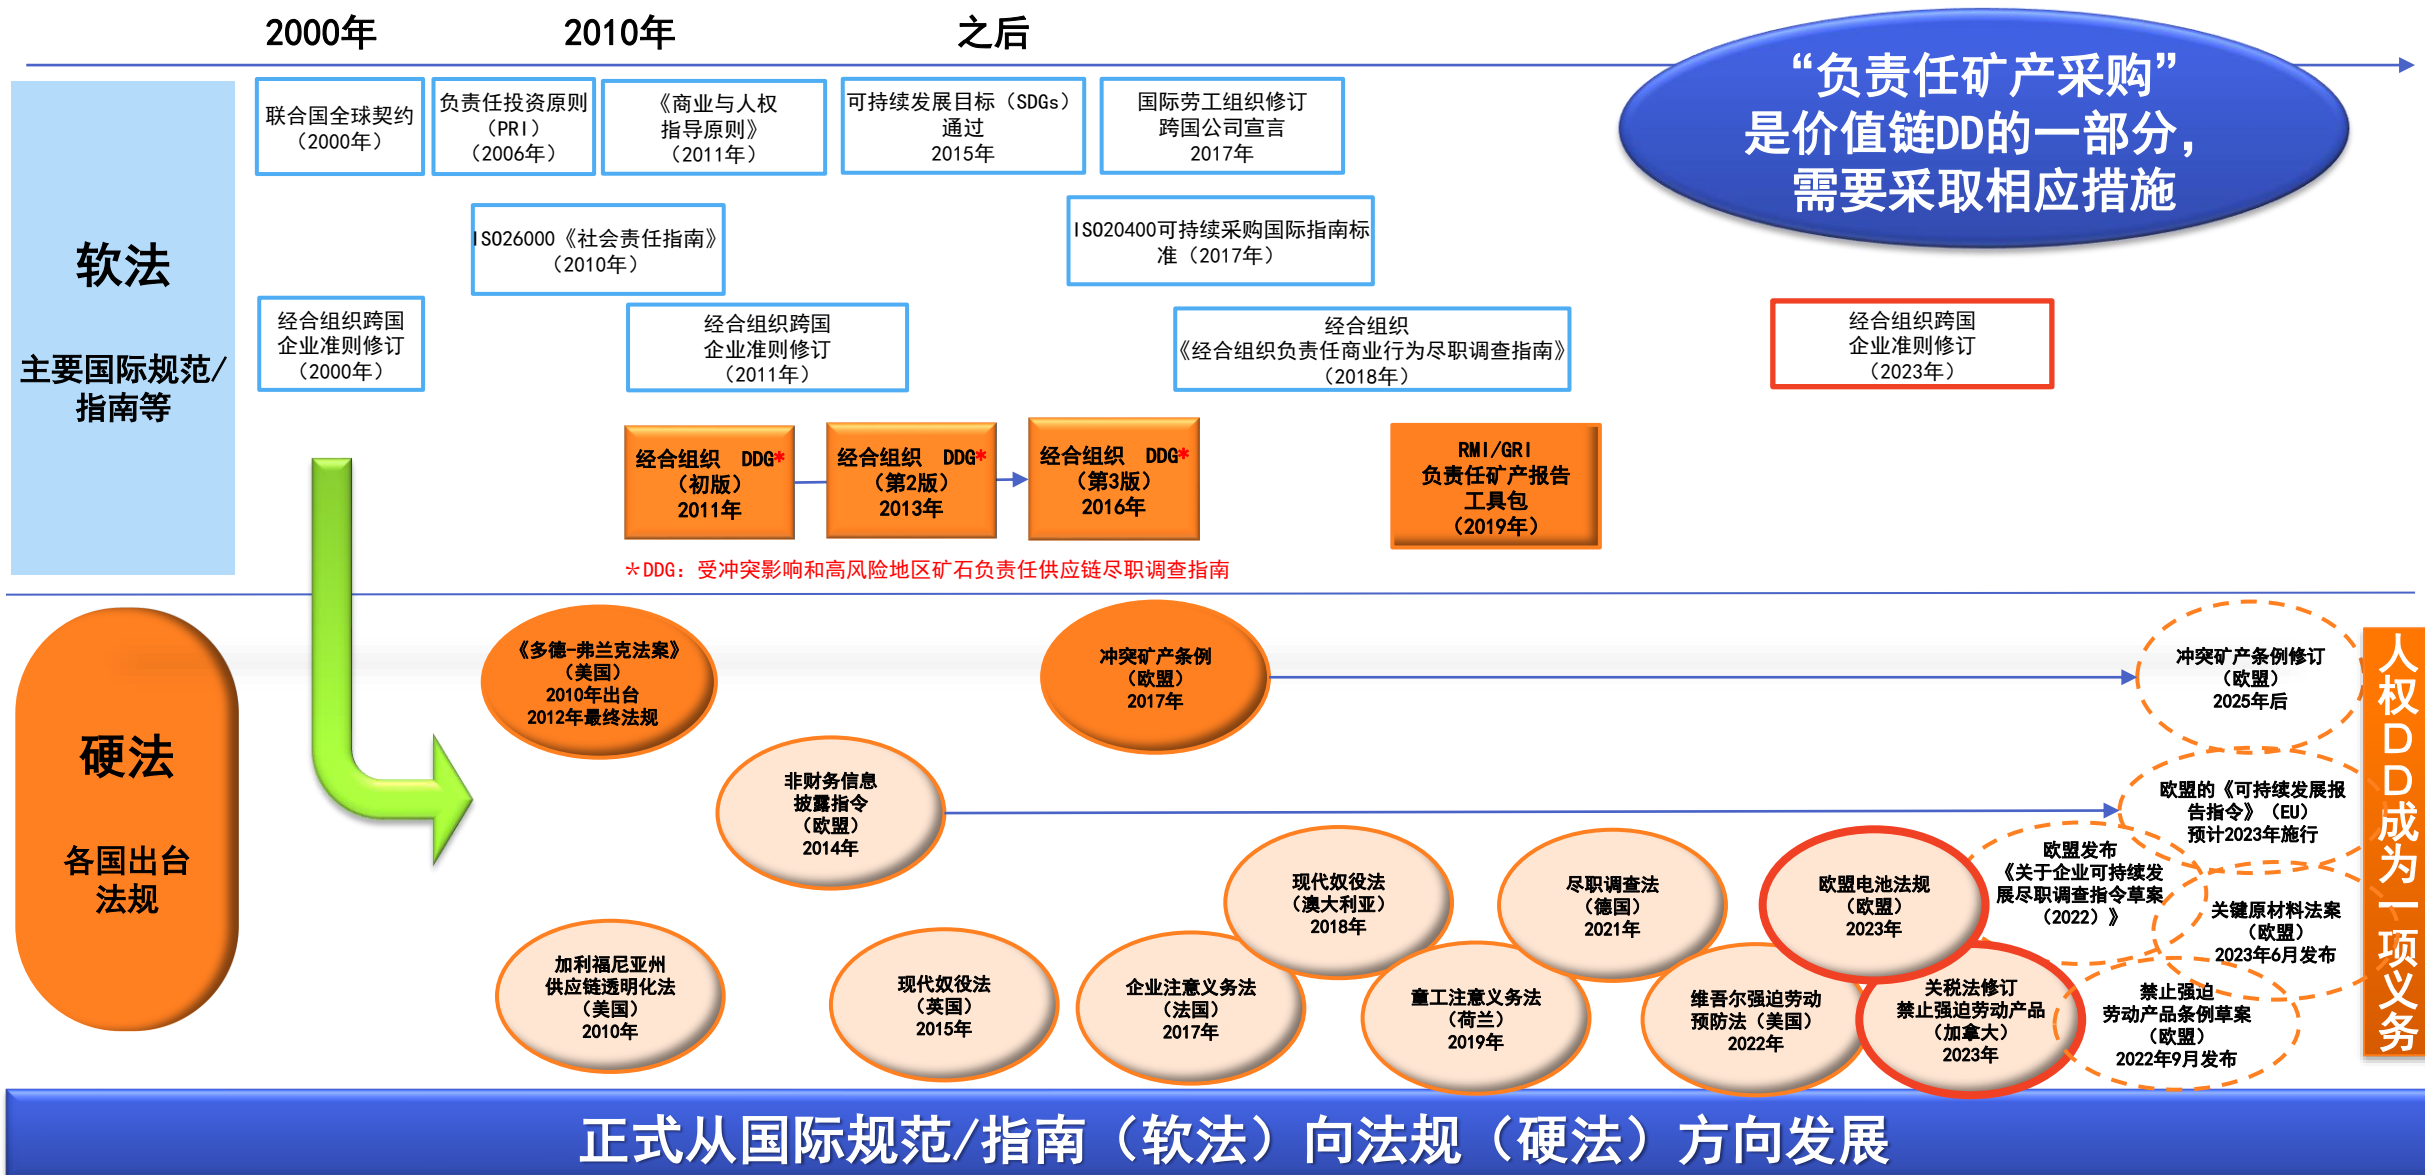 2000年
2010年
之后
“负责任矿产采购”
是价值链DD的一部分，
需要采取相应措施
软法
主要国际规范/
指南等
联合国全球契约
（2000年）
负责任投资原则
（PRI）
（2006年）
《商业与人权
指导原则》
（2011年）
可持续发展目标（SDGs）
通过
2015年
国际劳工组织修订
跨国公司宣言
2017年
ISO26000《社会责任指南》
（2010年）
ISO20400可持续采购国际指南标
准（2017年）
经合组织跨国
企业准则修订
（2000年）
经合组织跨国
企业准则修订
（2011年）
经合组织
《经合组织负责任商业行为尽职调查指南》
（2018年）
经合组织跨国
企业准则修订
（2023年）
经合组织　DDG*
（初版）
2011年
经合组织　DDG*
（第2版）
2013年
经合组织　DDG*
（第3版）
2016年
RMI/GRI
负责任矿产报告
工具包
（2019年）
＊DDG：受冲突影响和高风险地区矿石负责任供应链尽职调查指南
硬法
各国出台
法规
《多德-弗兰克法案》
（美国）
2010年出台
2012年最终法规
冲突矿产条例
（欧盟）
2017年
冲突矿产条例修订
（欧盟）
2025年后
非财务信息
披露指令
（欧盟）
2014年
欧盟的《可持续发展报
告指令》（EU）
预计2023年施行
现代奴役法
（澳大利亚）
2018年
尽职调查法
（德国）
2021年
欧盟电池法规
（欧盟）
2023年
欧盟发布
《关于企业可持续发
展尽职调查指令草案
（2022）》
关键原材料法案
（欧盟）
2023年6月发布
加利福尼亚州
供应链透明化法
（美国）
2010年
现代奴役法
（英国）
2015年
企业注意义务法
（法国）
2017年
童工注意义务法
（荷兰）
2019年
维吾尔强迫劳动
预防法（美国）
2022年
关税法修订
禁止强迫劳动产品
（加拿大）
2023年
禁止强迫
劳动产品条例草案
（欧盟）
2022年9月发布
人权DD成为一项义务
正式从国际规范/指南（软法）向法规（硬法）方向发展